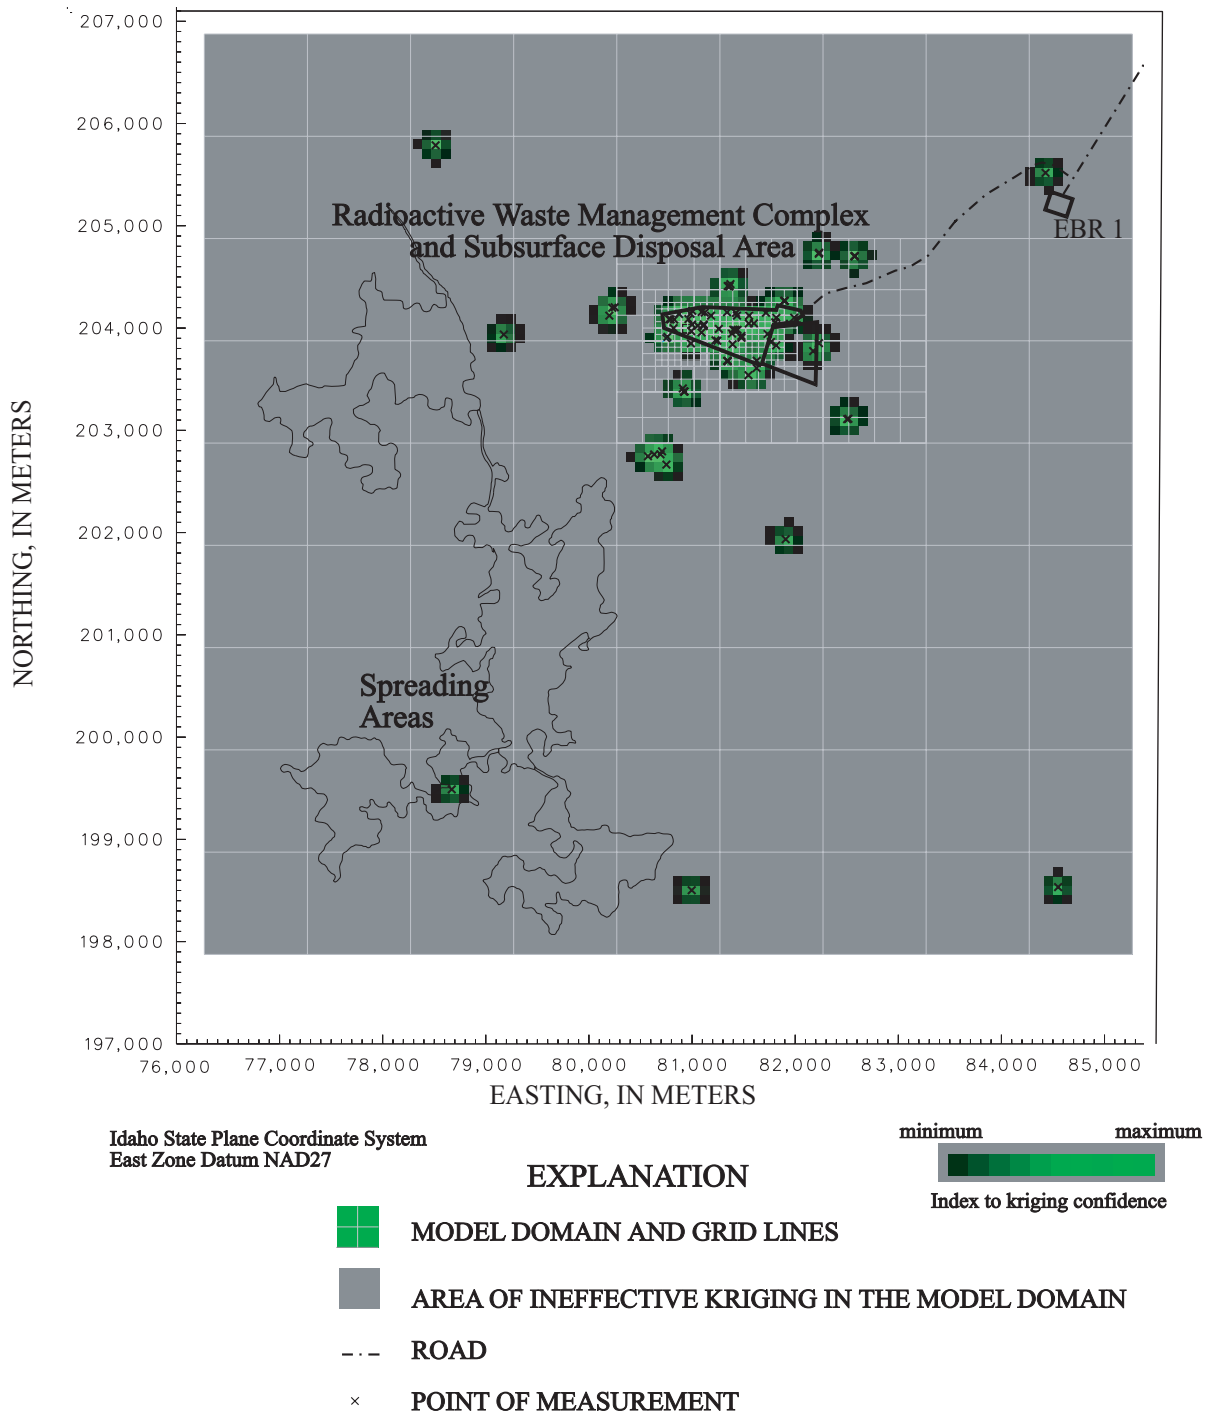 207,000
206,000
205,000
204,000
203,000
202,000
201,000
200,000
199,000
198,000
197,000
NORTHING, IN METERS
Radioactive Waste Management Complex
and Subsurface Disposal Area
EBR 1
Spreading
Areas
76,000 77,000 78,000 79,000 80,000 81,000 82,000 83,000 84,000 85,000
EASTING, IN METERS
Idaho State Plane Coordinate System
East Zone Datum NAD27
minimum maximum
Index to kriging confidence
EXPLANATION
MODEL DOMAIN AND GRID LINES
AREA OF INEFFECTIVE KRIGING IN THE MODEL DOMAIN
ROAD
POINT OF MEASUREMENT